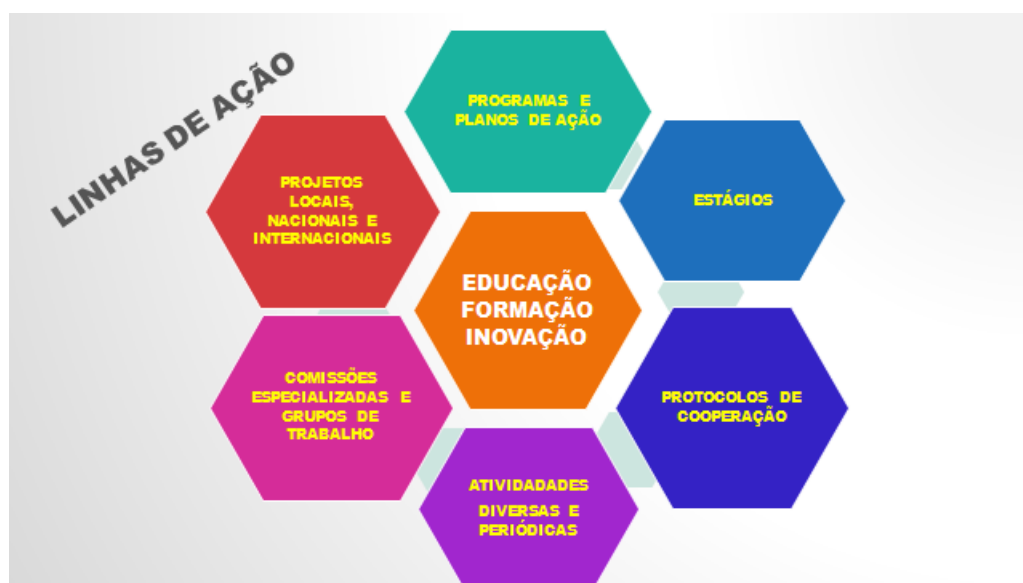 LINHAS DE AÇÃO
PROGRAMAS E
PLANOS DE AÇÃO
ESTÁGIOS
PROTOCOLOS DE
COOPERAÇÃO
ATIVIDADADES
DIVERSAS E
PERIÓDICAS
COMISSÕES
ESPECIALIZADAS E
GRUPOS DE
TRABALHO
PROJETOS
LOCAIS,
NACIONAIS E
INTERNACIONAIS
EDUCAÇÃO
FORMAÇÃO
INOVAÇÃO